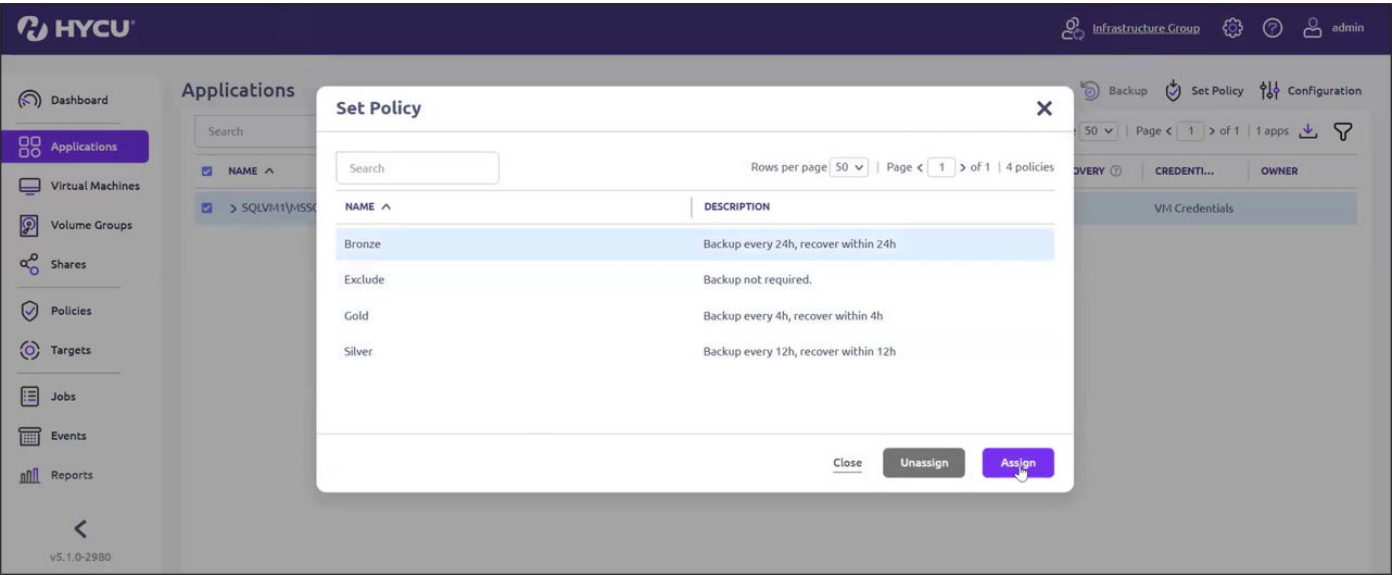 HYCU
Infrastructure Group admin
Dashboard
Applications
Virtual Machines
Volume Groups
Shares
Policies
Targets
Jobs
Events
Reports
v5.1.0-2980
Applications
Backup Set Policy Configuration
Search
50 Page 1 of 1 1 apps
NAME OVERY CREDENTI... OWNER
SQLVM1\MSSQ VM Credentials
Set Policy
Search
Rows per page 50 Page 1 of 1 4 policies
NAME DESCRIPTION
Bronze Backup every 24h, recover within 24h
Exclude Backup not required.
Gold Backup every 4h, recover within 4h
Silver Backup every 12h, recover within 12h
Close Unassign Assign